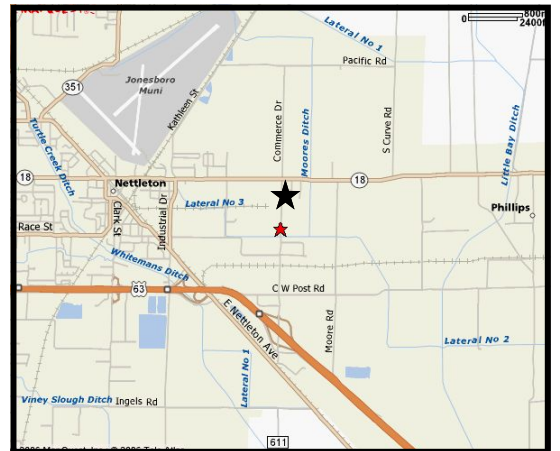 800m
2400ft
Lateral No 1
Pacific Rd
Jonesboro
Muni
351
Kathleen St
Commerce Dr
Moores Ditch
S Curve Rd
Little Bay Ditch
Turtle Creek Ditch
18
Nettleton
18
Lateral No 3
Phillips
Race St
Clark St
Industrial Dr
Whitemans Ditch
63
C W Post Rd
E Nettleton Ave
Moore Rd
Lateral No 2
Lateral No 1
Viney Slough Ditch
Ingels Rd
611